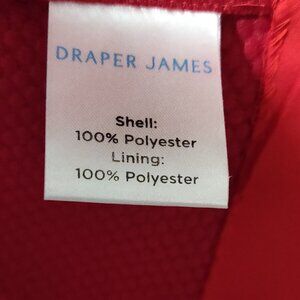 DRAPER JAMES
Shell:
100% Polyester
Lining:
100% Polyester